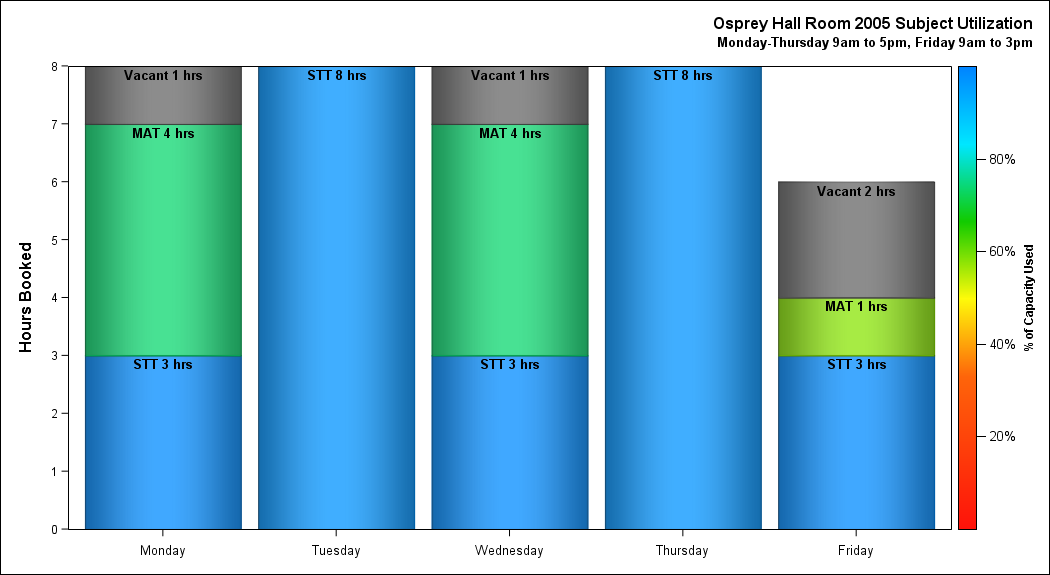 Osprey Hall Room 2005 Subject Utilization
Monday-Thursday 9am to 5pm, Friday 9am to 3pm
Hours Booked
8
7
6
5
4
3
2
1
0
Vacant 1 hrs
MAT 4 hrs
STT 3 hrs
STT 8 hrs
Vacant 1 hrs
MAT 4 hrs
STT 3 hrs
STT 8 hrs
Vacant 2 hrs
MAT 1 hrs
STT 3 hrs
Monday
Tuesday
Wednesday
Thursday
Friday
80%
60%
40%
20%
% of Capacity Used